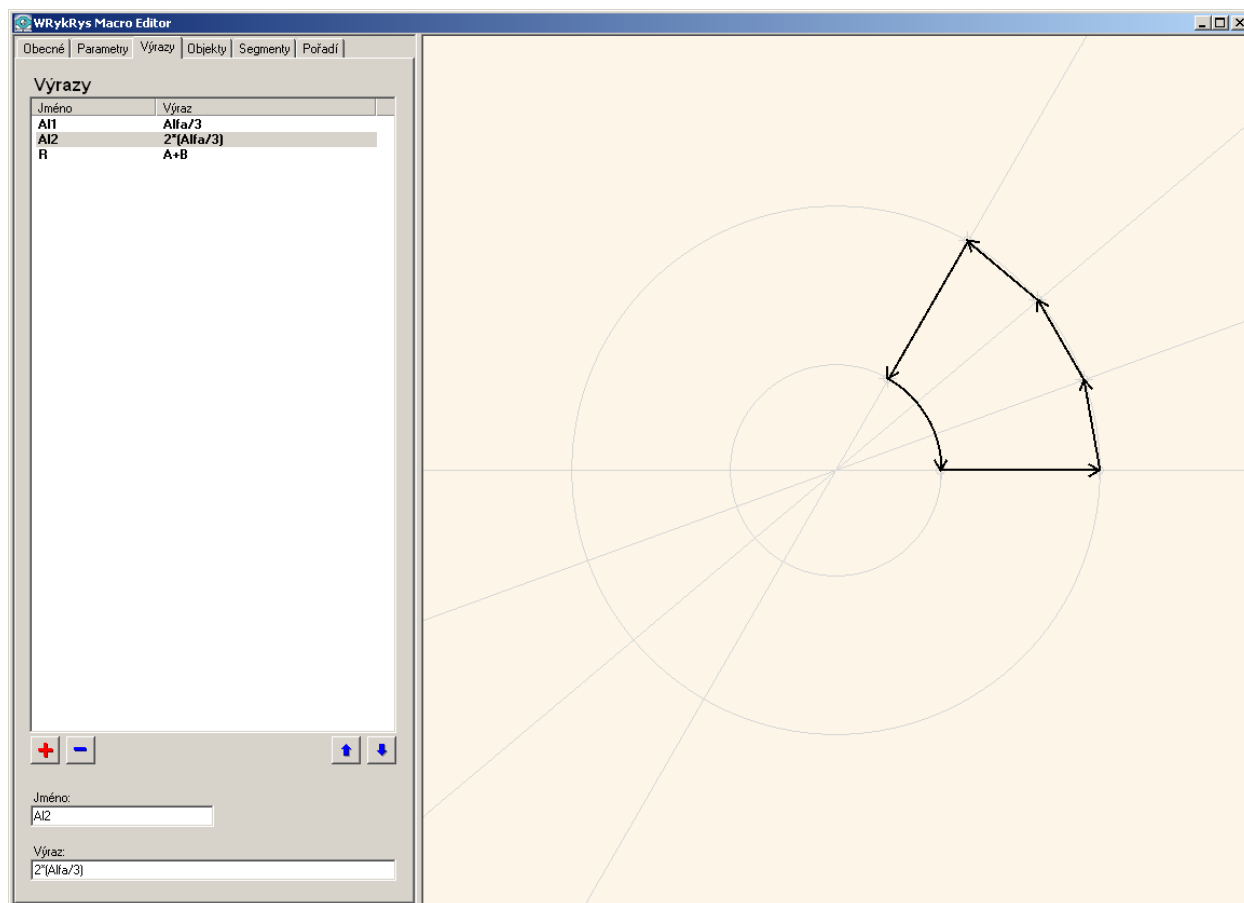 WRykRys Macro Editor
Obecné Parametry Výrazy Objekty Segmenty Pořadí
Výrazy
Jméno Výraz
Al1 Alfa/3
Al2 2*(Alfa/3)
R A+B
Jméno:
Al2
Výraz:
2*(Alfa/3)